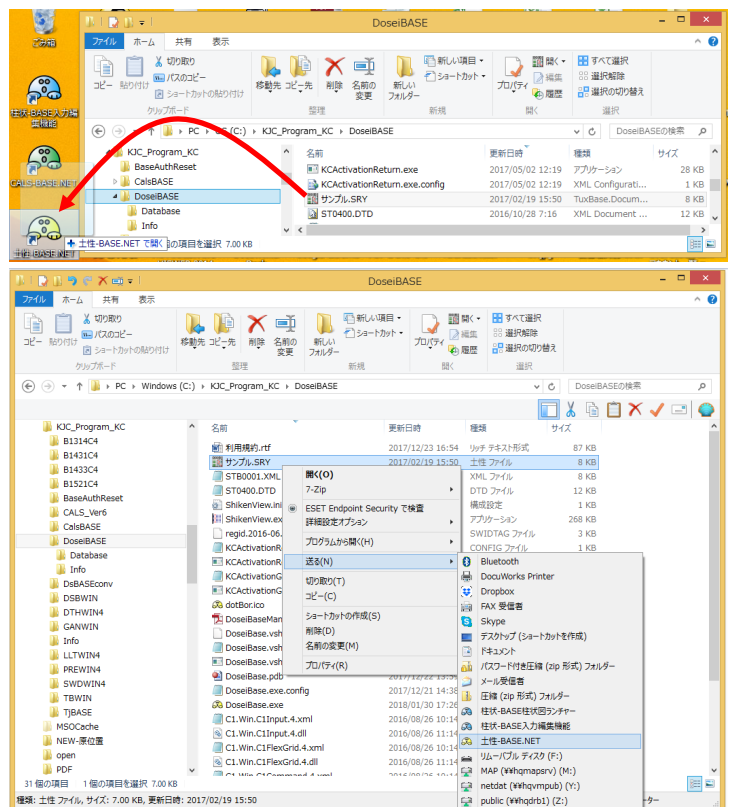 ごみ箱
柱状-BASE入力編集機能
CALS-BASE.NET
土性-BASE.NET
DoseiBASE
ファイル ホーム 共有 表示
コピー 貼り付け
切り取り
パスのコピー
ショートカットの貼り付け
クリップボード
移動先 コピー先 削除 名前の変更
整理
新しいフォルダー
新しい項目
ショートカット
新規
プロパティ
開く
編集
履歴
開く
すべて選択
選択解除
選択の切り替え
選択
PC OS (C:) KJC_Program_KC DoseiBASE
DoseiBASEの検索
KJC_Program_KC
BaseAuthReset
CalsBASE
DoseiBASE
Database
Info
名前 更新日時 種類 サイズ
KCActivationReturn.exe 2017/05/02 12:19 アプリケーション 28 KB
KCActivationReturn.exe.config 2017/05/02 12:19 XML Configurati... 1 KB
サンプル.SRY 2017/02/19 15:50 TuxBase.Docum... 8 KB
ST0400.DTD 2016/10/28 7:16 XML Document ... 12 KB
土性-BASE.NET で開く の項目を選択 7.00 KB
DoseiBASE
ファイル ホーム 共有 表示
コピー 貼り付け
切り取り
パスのコピー
ショートカットの貼り付け
クリップボード
移動先 コピー先 削除 名前の変更
整理
新しいフォルダー
新しい項目
ショートカット
新規
プロパティ
開く
編集
履歴
開く
すべて選択
選択解除
選択の切り替え
選択
PC Windows (C:) KJC_Program_KC DoseiBASE
DoseiBASEの検索
KJC_Program_KC
B1314C4
B1431C4
B1433C4
B1521C4
BaseAuthReset
CALS_Ver6
CalsBASE
DoseiBASE
Database
Info
DsBASEconv
DSBWIN
DTHWIN4
GANWIN
Info
LLTWIN4
PREWIN4
SWDWIN4
TBWIN
TJBASE
MSOCache
NEW-原位置
open
PDF
名前 更新日時 種類 サイズ
利用規約.rtf 2017/12/23 16:54 リッチ テキスト形式 87 KB
サンプル.SRY 2017/02/19 15:50 土性 ファイル 8 KB
STB0001.XML XML ファイル 8 KB
ST0400.DTD DTD ファイル 12 KB
ShikenView.ini 構成設定 1 KB
ShikenView.ex アプリケーション 268 KB
regid.2016-06. SWIDTAG ファイル 3 KB
KCActivationR CONFIG ファイル 1 KB
KCActivationR
KCActivationG
KCActivationG
dotBor.ico
DoseiBaseMan
DoseiBase.vsh
DoseiBase.vsh
DoseiBase.vsh
DoseiBase.pdb
DoseiBase.exe.config 2017/12/21 14:38
DoseiBase.exe 2018/01/30 17:26
C1.Win.C1Input.4.xml 2016/08/26 10:14
C1.Win.C1Input.4.dll 2016/08/26 11:14
C1.Win.C1FlexGrid.4.xml 2016/08/26 10:14
C1.Win.C1FlexGrid.4.dll 2016/08/26 11:14
C1.Win.C1Command.4.xml 2016/08/26 10:14
開く(O)
7-Zip
ESET Endpoint Security で検査
詳細設定オプション
プログラムから開く(H)
送る(N)
切り取り(T)
コピー(C)
ショートカットの作成(S)
削除(D)
名前の変更(M)
プロパティ(R)
Bluetooth
DocuWorks Printer
Dropbox
FAX 受信者
Skype
デスクトップ (ショートカットを作成)
ドキュメント
パスワード付き圧縮 (zip 形式) フォルダー
メール受信者
圧縮 (zip 形式) フォルダー
柱状-BASE柱状図ランチャー
柱状-BASE入力編集機能
土性-BASE.NET
リムーバブル ディスク (F:)
MAP (¥¥hqmapsrv) (M:)
netdat (¥¥hqvmpub) (Y:)
public (¥¥hqdrb1) (Z:)
31 個の項目 1 個の項目を選択 7.00 KB
種類: 土性 ファイル, サイズ: 7.00 KB, 更新日時: 2017/02/19 15:50